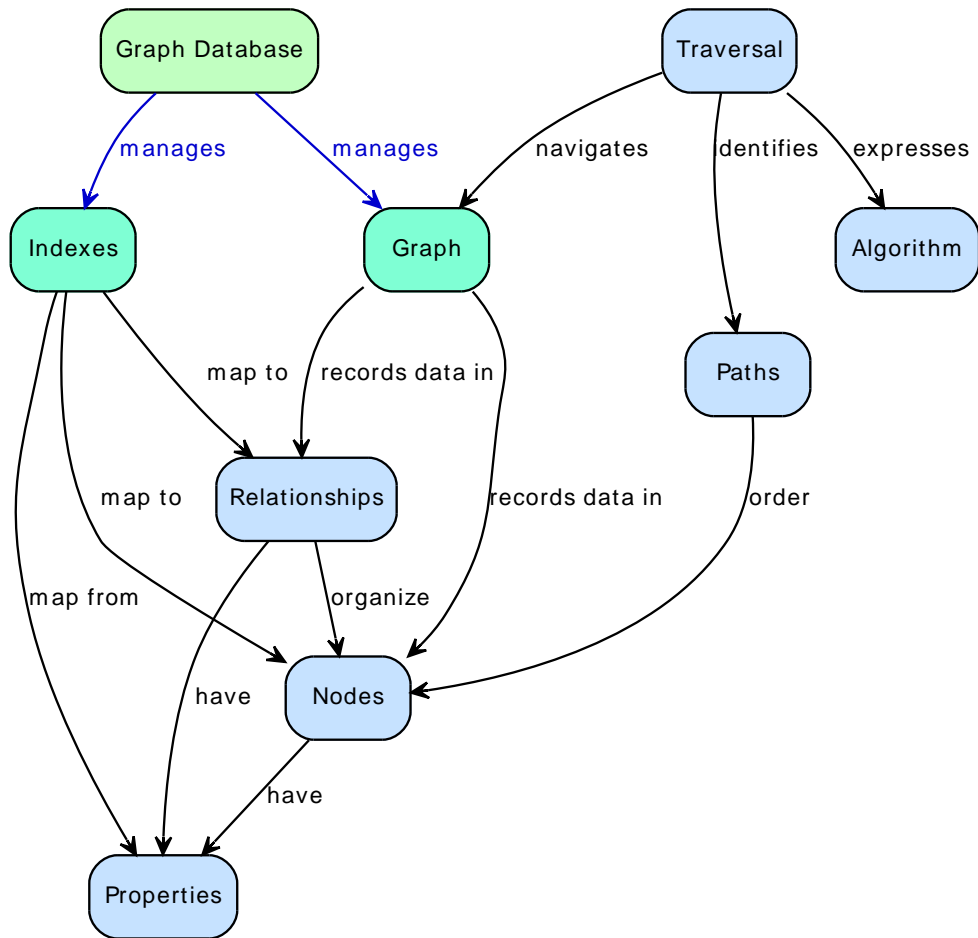 Graph Database
Traversal
manages
manages
navigates
identifies
expresses
Indexes
Graph
Algorithm
map to
records data in
Paths
map to
Relationships
records data in
order
map from
organize
have
Nodes
have
Properties